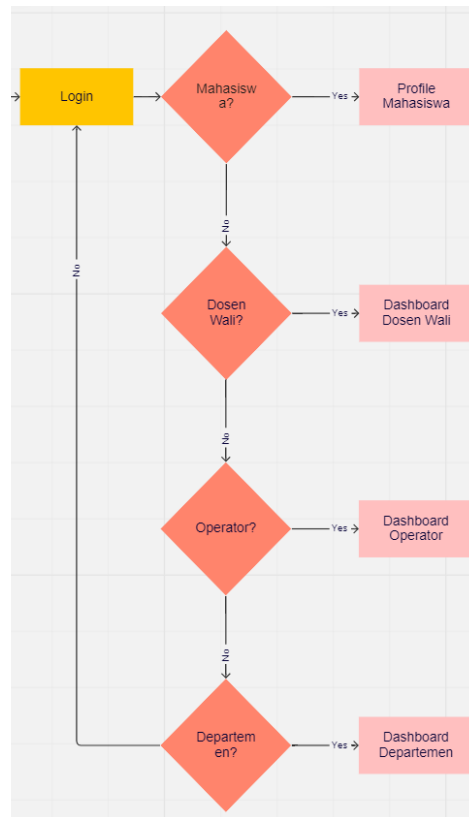 Login
Mahasisw
a?
Yes
Profile
Mahasiswa
No
Dosen
Wali?
Yes
Dashboard
Dosen Wali
No
No
Operator?
Yes
Dashboard
Operator
No
Departem
en?
Yes
Dashboard
Departemen